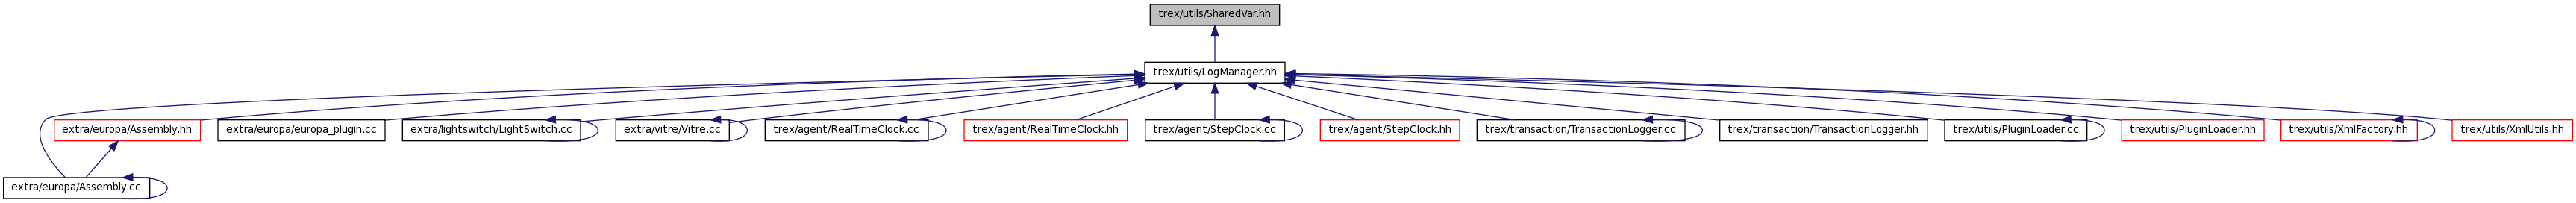 trex/utils/SharedVar.hh
trex/utils/LogManager.hh
extra/europa/Assembly.hh
extra/europa/europa_plugin.cc
extra/lightswitch/LightSwitch.cc
extra/vitre/Vitre.cc
trex/agent/RealTimeClock.cc
trex/agent/RealTimeClock.hh
trex/agent/StepClock.cc
trex/agent/StepClock.hh
trex/transaction/TransactionLogger.cc
trex/transaction/TransactionLogger.hh
trex/utils/PluginLoader.cc
trex/utils/PluginLoader.hh
trex/utils/XmlFactory.hh
trex/utils/XmlUtils.hh
extra/europa/Assembly.cc